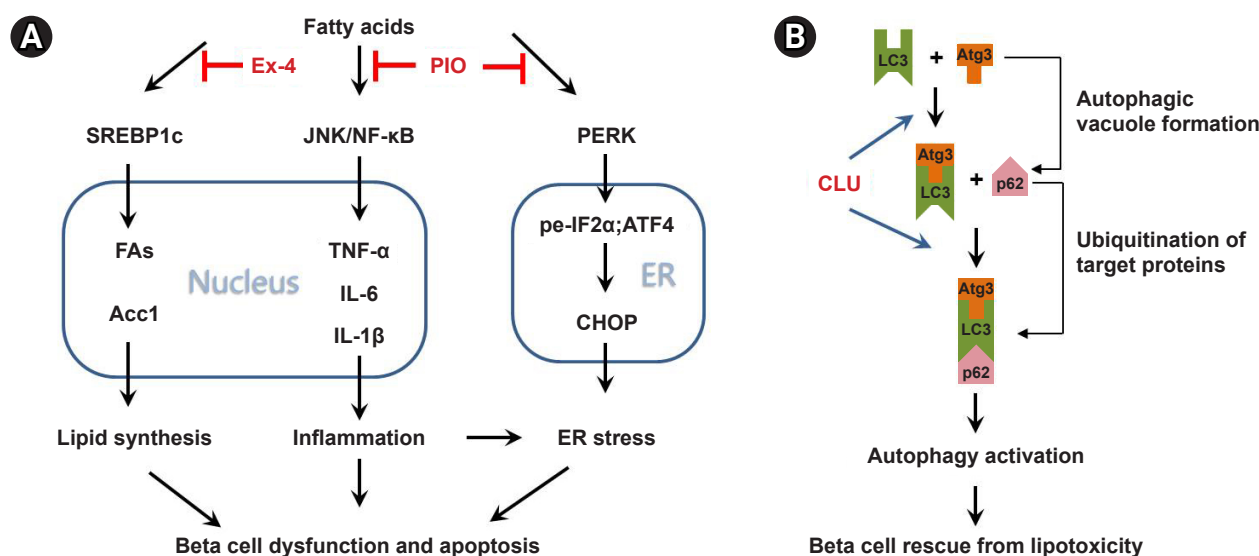 A
Fatty acids
Ex-4
PIO
SREBP1c
JNK/NF-κB
PERK
FAs
Acc1
Nucleus
TNF-α
IL-6
IL-1β
pe-IF2α;ATF4
ER
CHOP
Lipid synthesis
Inflammation
ER stress
Beta cell dysfunction and apoptosis
B
LC3
+
Atg3
Autophagic
vacuole formation
CLU
Atg3
LC3
+
p62
Ubiquitination of
target proteins
Atg3
LC3
p62
Autophagy activation
Beta cell rescue from lipotoxicity